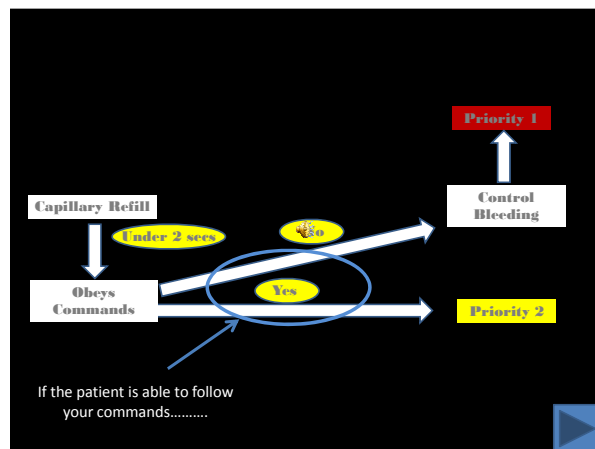 Priority 1
Capillary Refill
Control
Bleeding
Under 2 secs
No
Obeys
Commands
Yes
Priority 2
If the patient is able to follow
your commands……….